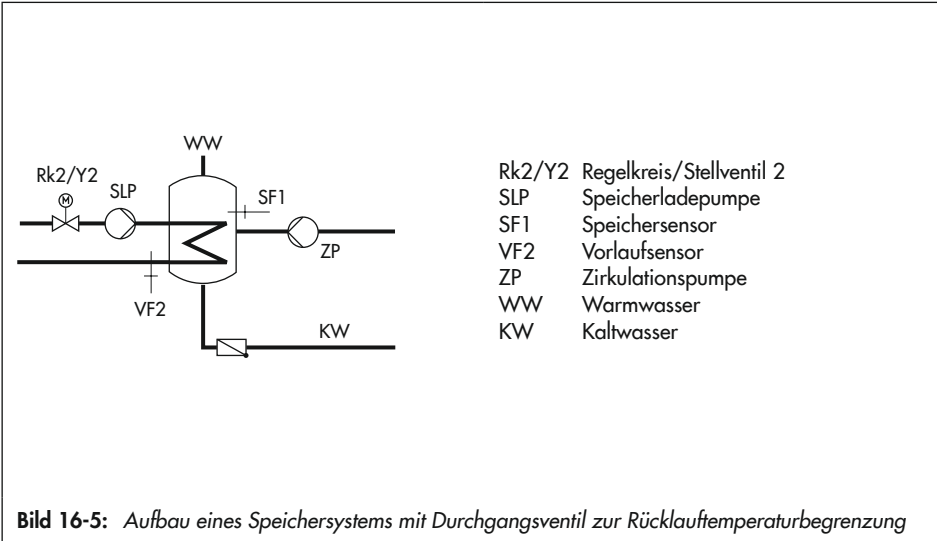 WW
Rk2/Y2
M
SLP
SF1
ZP
VF2
KW
Rk2/Y2 Regelkreis/Stellventil 2
SLP Speicherladepumpe
SF1 Speichersensor
VF2 Vorlaufsensor
ZP Zirkulationspumpe
WW Warmwasser
KW Kaltwasser
Bild 16-5: Aufbau eines Speichersystems mit Durchgangsventil zur Rücklauftemperaturbegrenzung